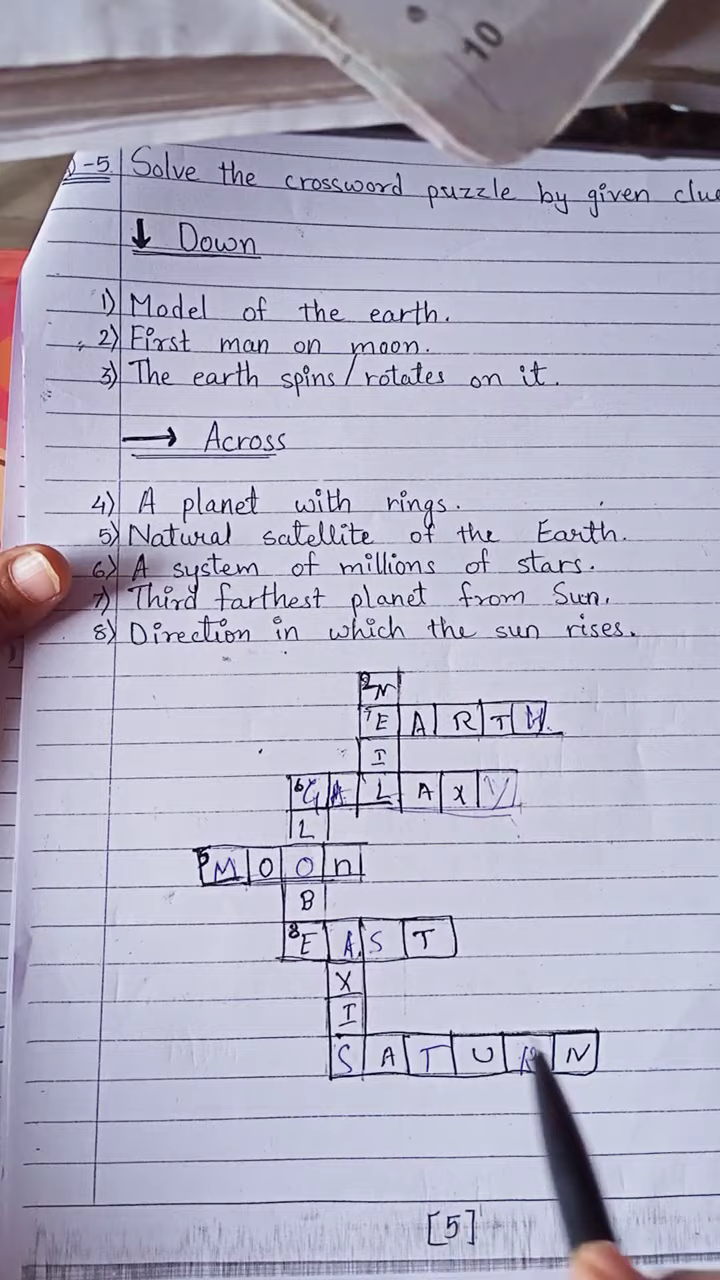 10
-5. Solve the crossword puzzle by given clue
↓ Down
1) Model of the earth.
2) First man on moon.
3) The earth spins/rotates on it.
→ Across
4) A planet with rings.
5) Natural satellite of the Earth.
6) A system of millions of stars.
7) Third farthest planet from Sun.
8) Direction in which the sun rises.
2N
7E A R T H
I
6G A L A X Y
L
5M O O n
B
8E A S T
X
I
S A T U R N
[5]